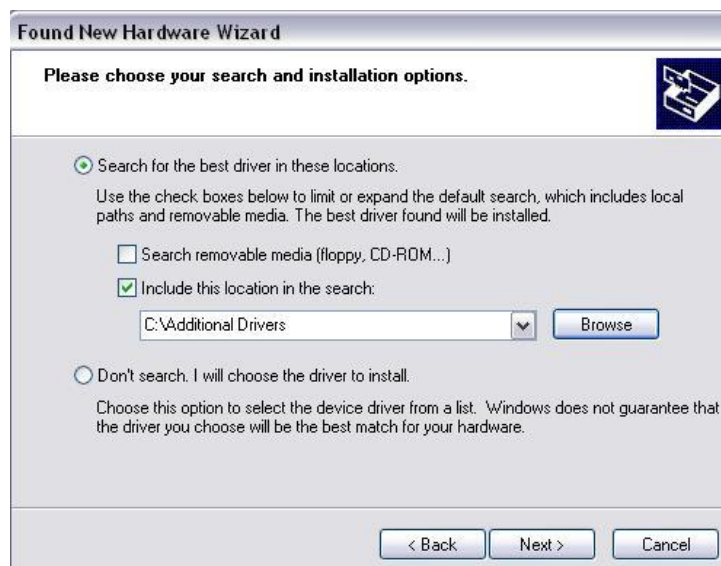 Found New Hardware Wizard
Please choose your search and installation options.
Search for the best driver in these locations.
Use the check boxes below to limit or expand the default search, which includes local
paths and removable media. The best driver found will be installed.
Search removable media (floppy, CD-ROM...)
Include this location in the search:
C:\Additional Drivers
Browse
Don't search. I will choose the driver to install.
Choose this option to select the device driver from a list. Windows does not guarantee that
the driver you choose will be the best match for your hardware.
< Back
Next >
Cancel